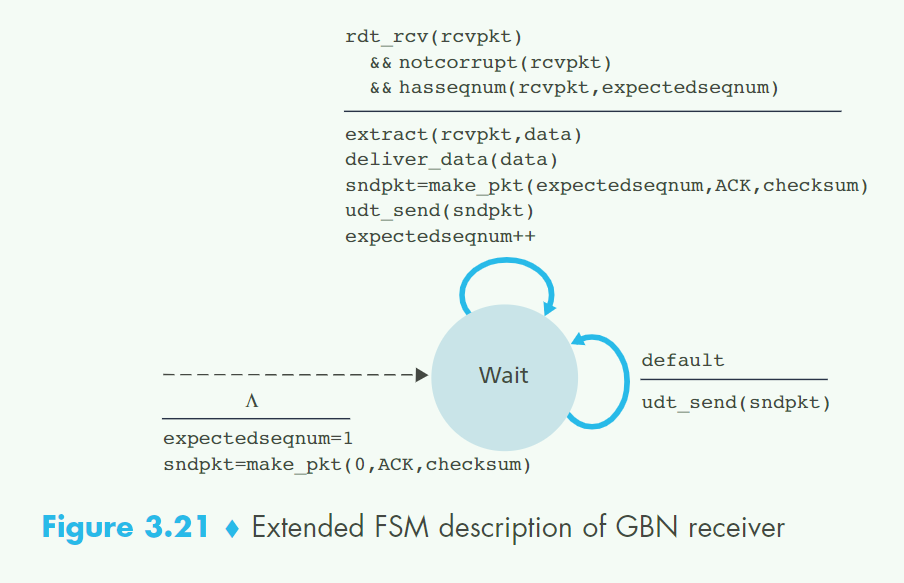 rdt_rcv(rcvpkt)
&& notcorrupt(rcvpkt)
&& hasseqnum(rcvpkt,expectedseqnum)
extract(rcvpkt,data)
deliver_data(data)
sndpkt=make_pkt(expectedseqnum,ACK,checksum)
udt_send(sndpkt)
expectedseqnum++
Wait
default
udt_send(sndpkt)
Λ
expectedseqnum=1
sndpkt=make_pkt(0,ACK,checksum)
Figure 3.21 ♦ Extended FSM description of GBN receiver